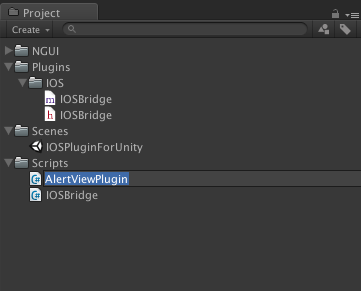 Project
Create
NGUI
Plugins
IOS
m IOSBridge
h IOSBridge
Scenes
IOSPluginForUnity
Scripts
C# AlertViewPlugin
C# IOSBridge